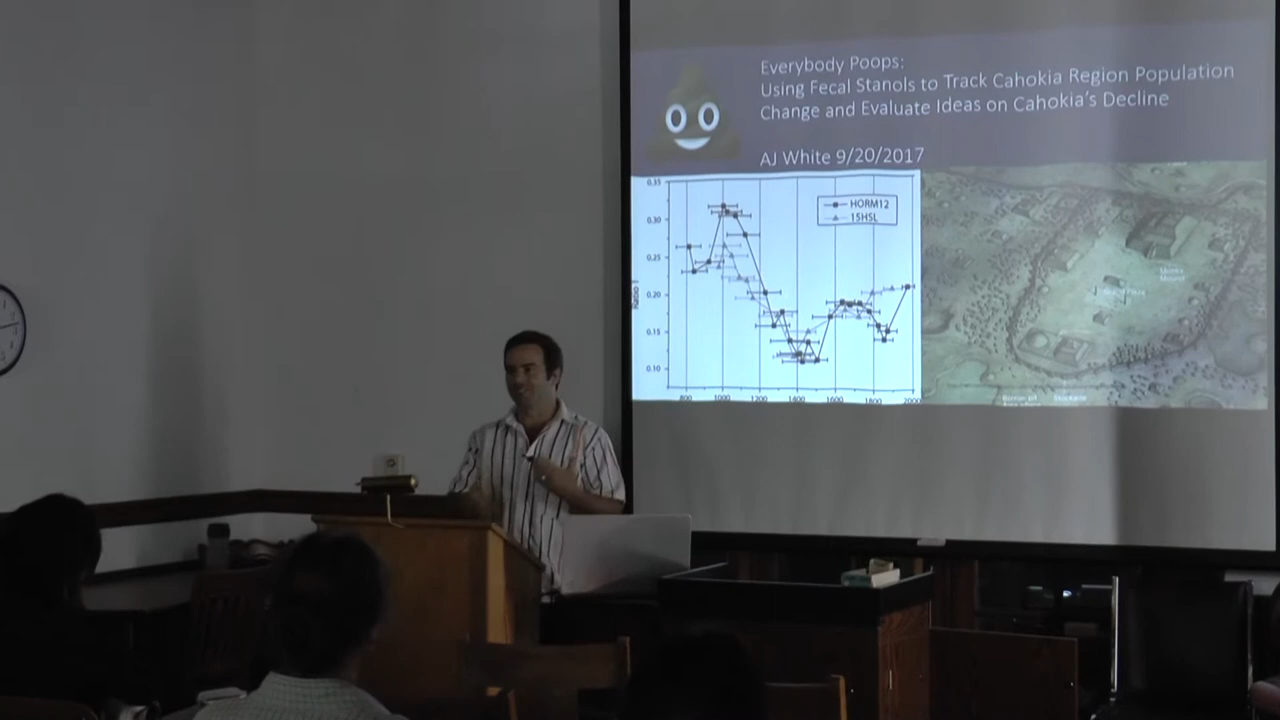 Everybody Poops:
Using Fecal Stanols to Track Cahokia Region Population
Change and Evaluate Ideas on Cahokia's Decline
AJ White 9/20/2017
0.35
0.30
0.25
0.20
0.15
0.10
HORM12
15HSL
800 1000 1200 1400 1600 1800 2000
Monks
Mound
Stockade